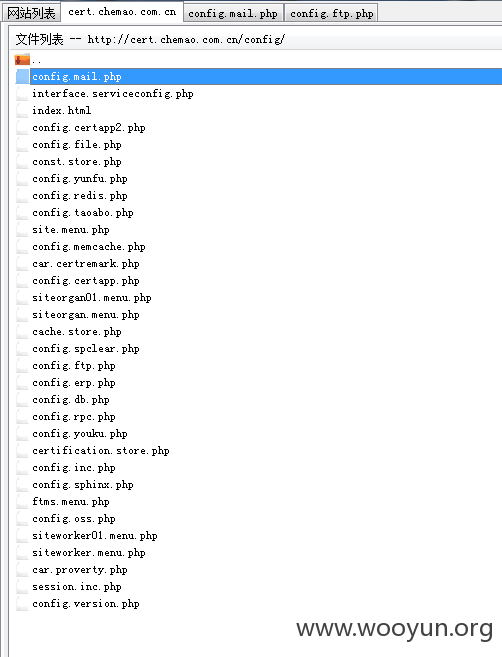 网站列表 cert.chemao.com.cn config.mail.php config.ftp.php
文件列表 -- http://cert.chemao.com.cn/config/
..
config.mail.php
interface.serviceconfig.php
index.html
config.certapp2.php
config.file.php
const.store.php
config.yunfu.php
config.redis.php
config.taoabo.php
site.menu.php
config.memcache.php
car.certremark.php
config.certapp.php
siteorgan01.menu.php
siteorgan.menu.php
cache.store.php
config.spclear.php
config.ftp.php
config.erp.php
config.db.php
config.rpc.php
config.youku.php
certification.store.php
config.inc.php
config.sphinx.php
ftms.menu.php
config.oss.php
siteworker01.menu.php
siteworker.menu.php
car.proverty.php
session.inc.php
config.version.php
www.wooyun.org